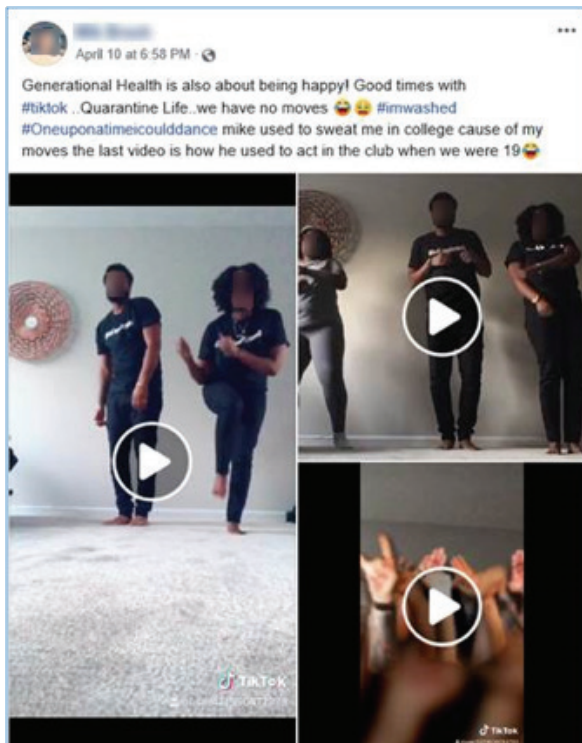 April 10 at 6:58 PM ·
Generational Health is also about being happy! Good times with
#tiktok ..Quarantine Life..we have no moves 😂 😩 #imwashed
#Oneuponatimeicoulddance mike used to sweat me in college cause of my
moves the last video is how he used to act in the club when we were 19😂
TikTok
TikTok